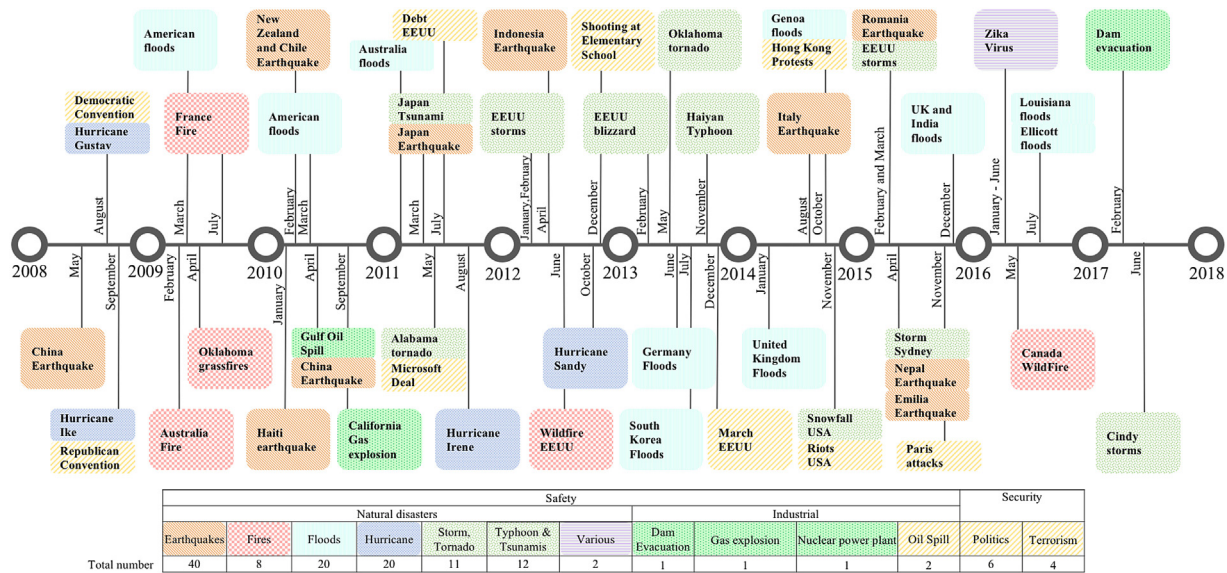 American
floods
New
Zealand
and Chile
Earthquake
Debt
EEUU
Australia
floods
Indonesia
Earthquake
Shooting at
Elementary
School
Oklahoma
tornado
Genoa
floods
Hong Kong
Protests
Romania
Earthquake
EEUU
storms
Zika
Virus
Dam
evacuation
Democratic
Convention
Hurricane
Gustav
France
Fire
American
floods
Japan
Tsunami
Japan
Earthquake
EEUU
storms
EEUU
blizzard
Haiyan
Typhoon
Italy
Earthquake
UK and
India
floods
Louisiana
floods
Ellicott
floods
August
March
July
February
March
March
July
January,February
April
December
February
May
November
August
October
February and March
December
January - June
July
February
2008
2009
2010
2011
2012
2013
2014
2015
2016
2017
2018
May
September
February
April
January
April
September
May
August
June
October
June
July
December
January
November
April
November
May
June
China
Earthquake
Oklahoma
grassfires
Gulf Oil
Spill
China
Earthquake
Alabama
tornado
Microsoft
Deal
Hurricane
Sandy
Germany
Floods
United
Kingdom
Floods
Storm
Sydney
Nepal
Earthquake
Emilia
Earthquake
Canada
WildFire
Hurricane
Ike
Republican
Convention
Australia
Fire
Haiti
earthquake
California
Gas
explosion
Hurricane
Irene
Wildfire
EEUU
South
Korea
Floods
March
EEUU
Snowfall
USA
Riots
USA
Paris
attacks
Cindy
storms
Safety
Security
Natural disasters
Industrial
Earthquakes
Fires
Floods
Hurricane
Storm,
Tornado
Typhoon &
Tsunamis
Various
Dam
Evacuation
Gas explosion
Nuclear power plant
Oil Spill
Politics
Terrorism
Total number
40
8
20
20
11
12
2
1
1
1
2
6
4